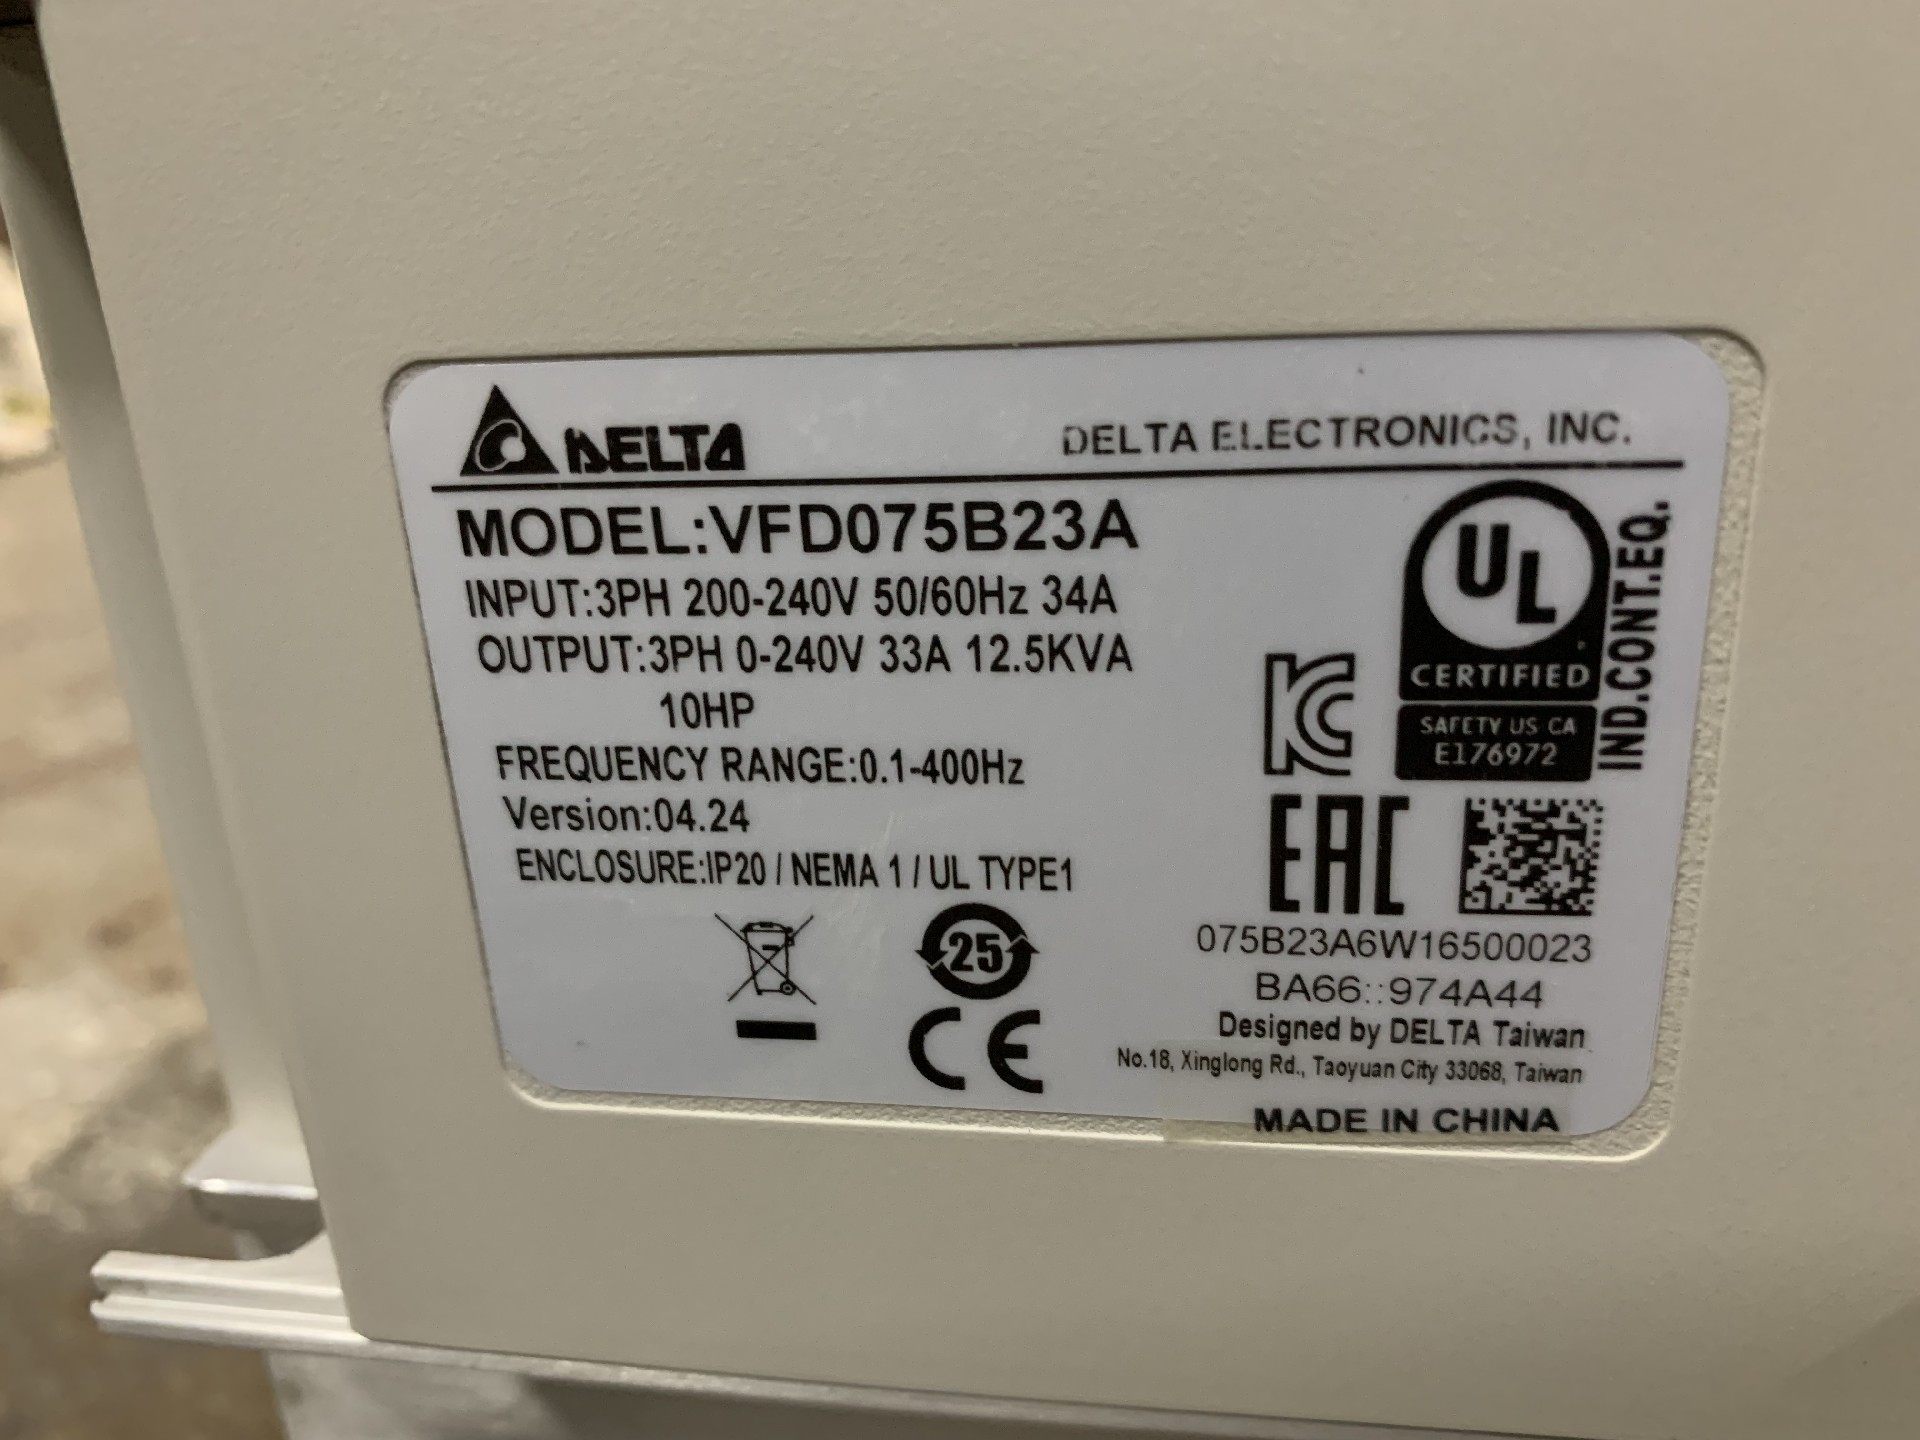 DELTA
DELTA ELECTRONICS, INC.
MODEL:VFD075B23A
INPUT:3PH 200-240V 50/60Hz 34A
OUTPUT:3PH 0-240V 33A 12.5KVA
10HP
FREQUENCY RANGE:0.1-400Hz
Version:04.24
ENCLOSURE:IP20 / NEMA 1 / UL TYPE1
25
CE
UL
CERTIFIED
SAFETY US CA
E176972
IND.CONT.EQ.
KC
EAC
075B23A6W16500023
BA66::974A44
Designed by DELTA Taiwan
No.18, Xinglong Rd., Taoyuan City 33068, Taiwan
MADE IN CHINA